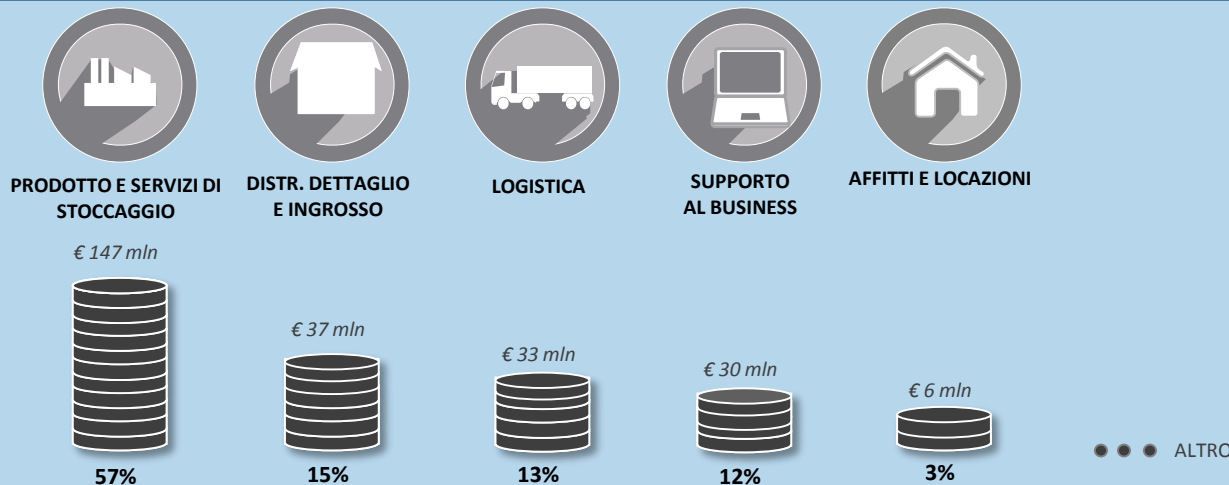 PRODOTTO E SERVIZI DI
STOCCAGGIO
DISTR. DETTAGLIO
E INGROSSO
LOGISTICA
SUPPORTO
AL BUSINESS
AFFITTI E LOCAZIONI
€ 147 mln
€ 37 mln
€ 33 mln
€ 30 mln
€ 6 mln
57%
15%
13%
12%
3%
ALTRO